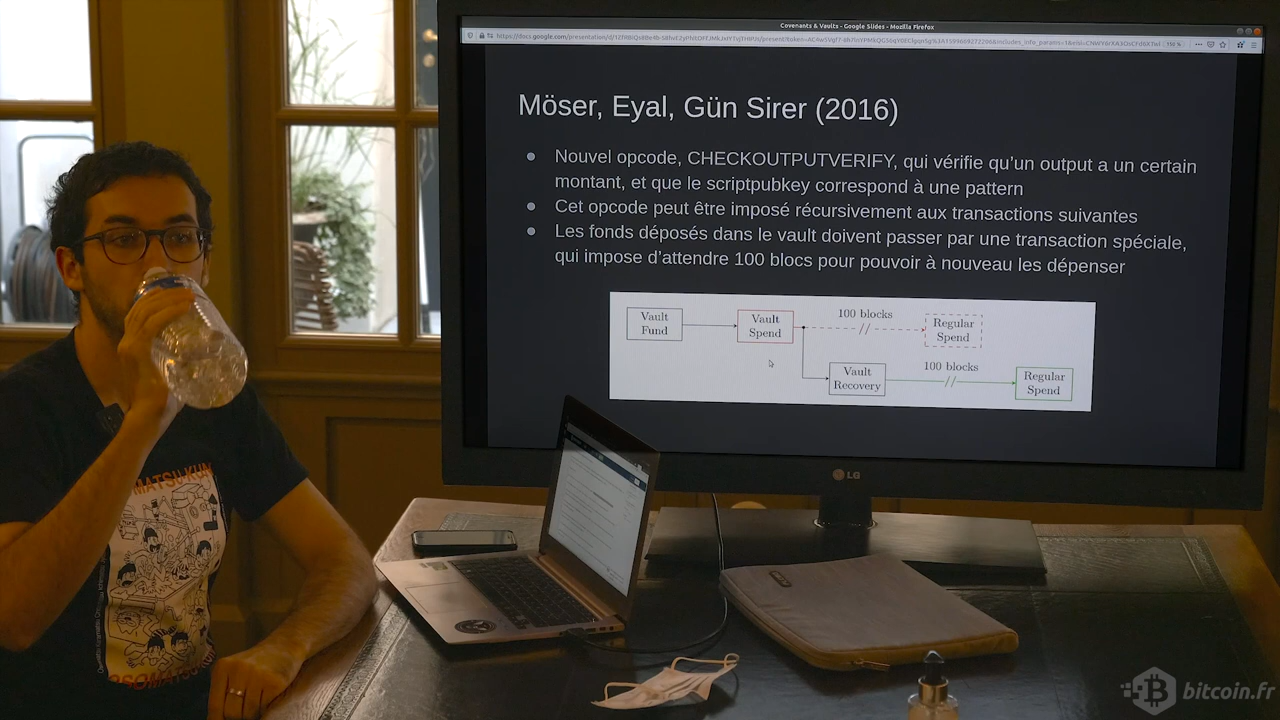 Covenants & Vaults - Google Slides - Mozilla Firefox
Möser, Eyal, Gün Sirer (2016)
● Nouvel opcode, CHECKOUTPUTVERIFY, qui vérifie qu'un output a un certain
montant, et que le scriptpubkey correspond à une pattern
● Cet opcode peut être imposé récursivement aux transactions suivantes
● Les fonds déposés dans le vault doivent passer par une transaction spéciale,
qui impose d'attendre 100 blocs pour pouvoir à nouveau les dépenser
Vault
Fund
Vault
Spend
100 blocks
Regular
Spend
Vault
Recovery
100 blocks
Regular
Spend
LG
MATSU-KUN
OSOMATSU
bitcoin.fr